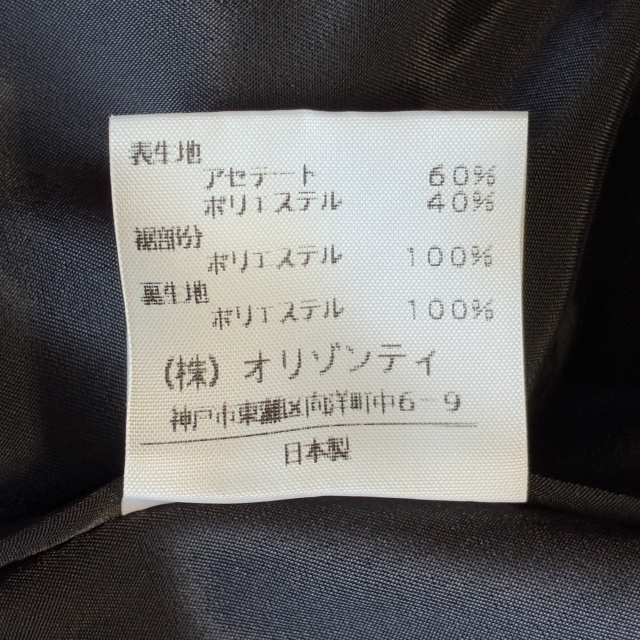 表生地
アセテート 60%
ポリエステル 40%
裾部分
ポリエステル 100%
裏生地
ポリエステル 100%
(株) オリゾンティ
神戸市東灘区向洋町中6-9
日本製